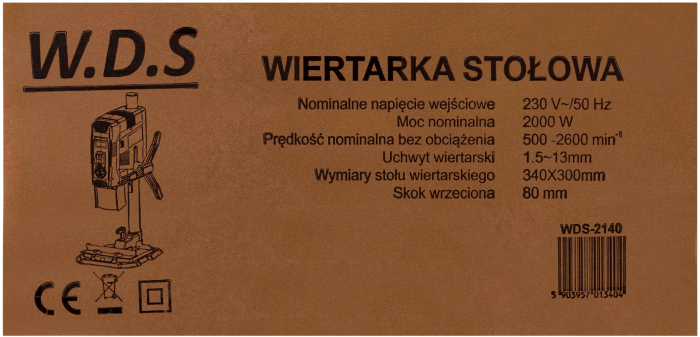 W.D.S
WIERTARKA STOŁOWA
Nominalne napięcie wejściowe 230 V~/50 Hz
Moc nominalna 2000 W
Prędkość nominalna bez obciążenia 500 -2600 min⁻¹
Uchwyt wiertarski 1.5~13mm
Wymiary stołu wiertarskiego 340X300mm
Skok wrzeciona 80 mm
WDS-2140
5 903957 013404
CE